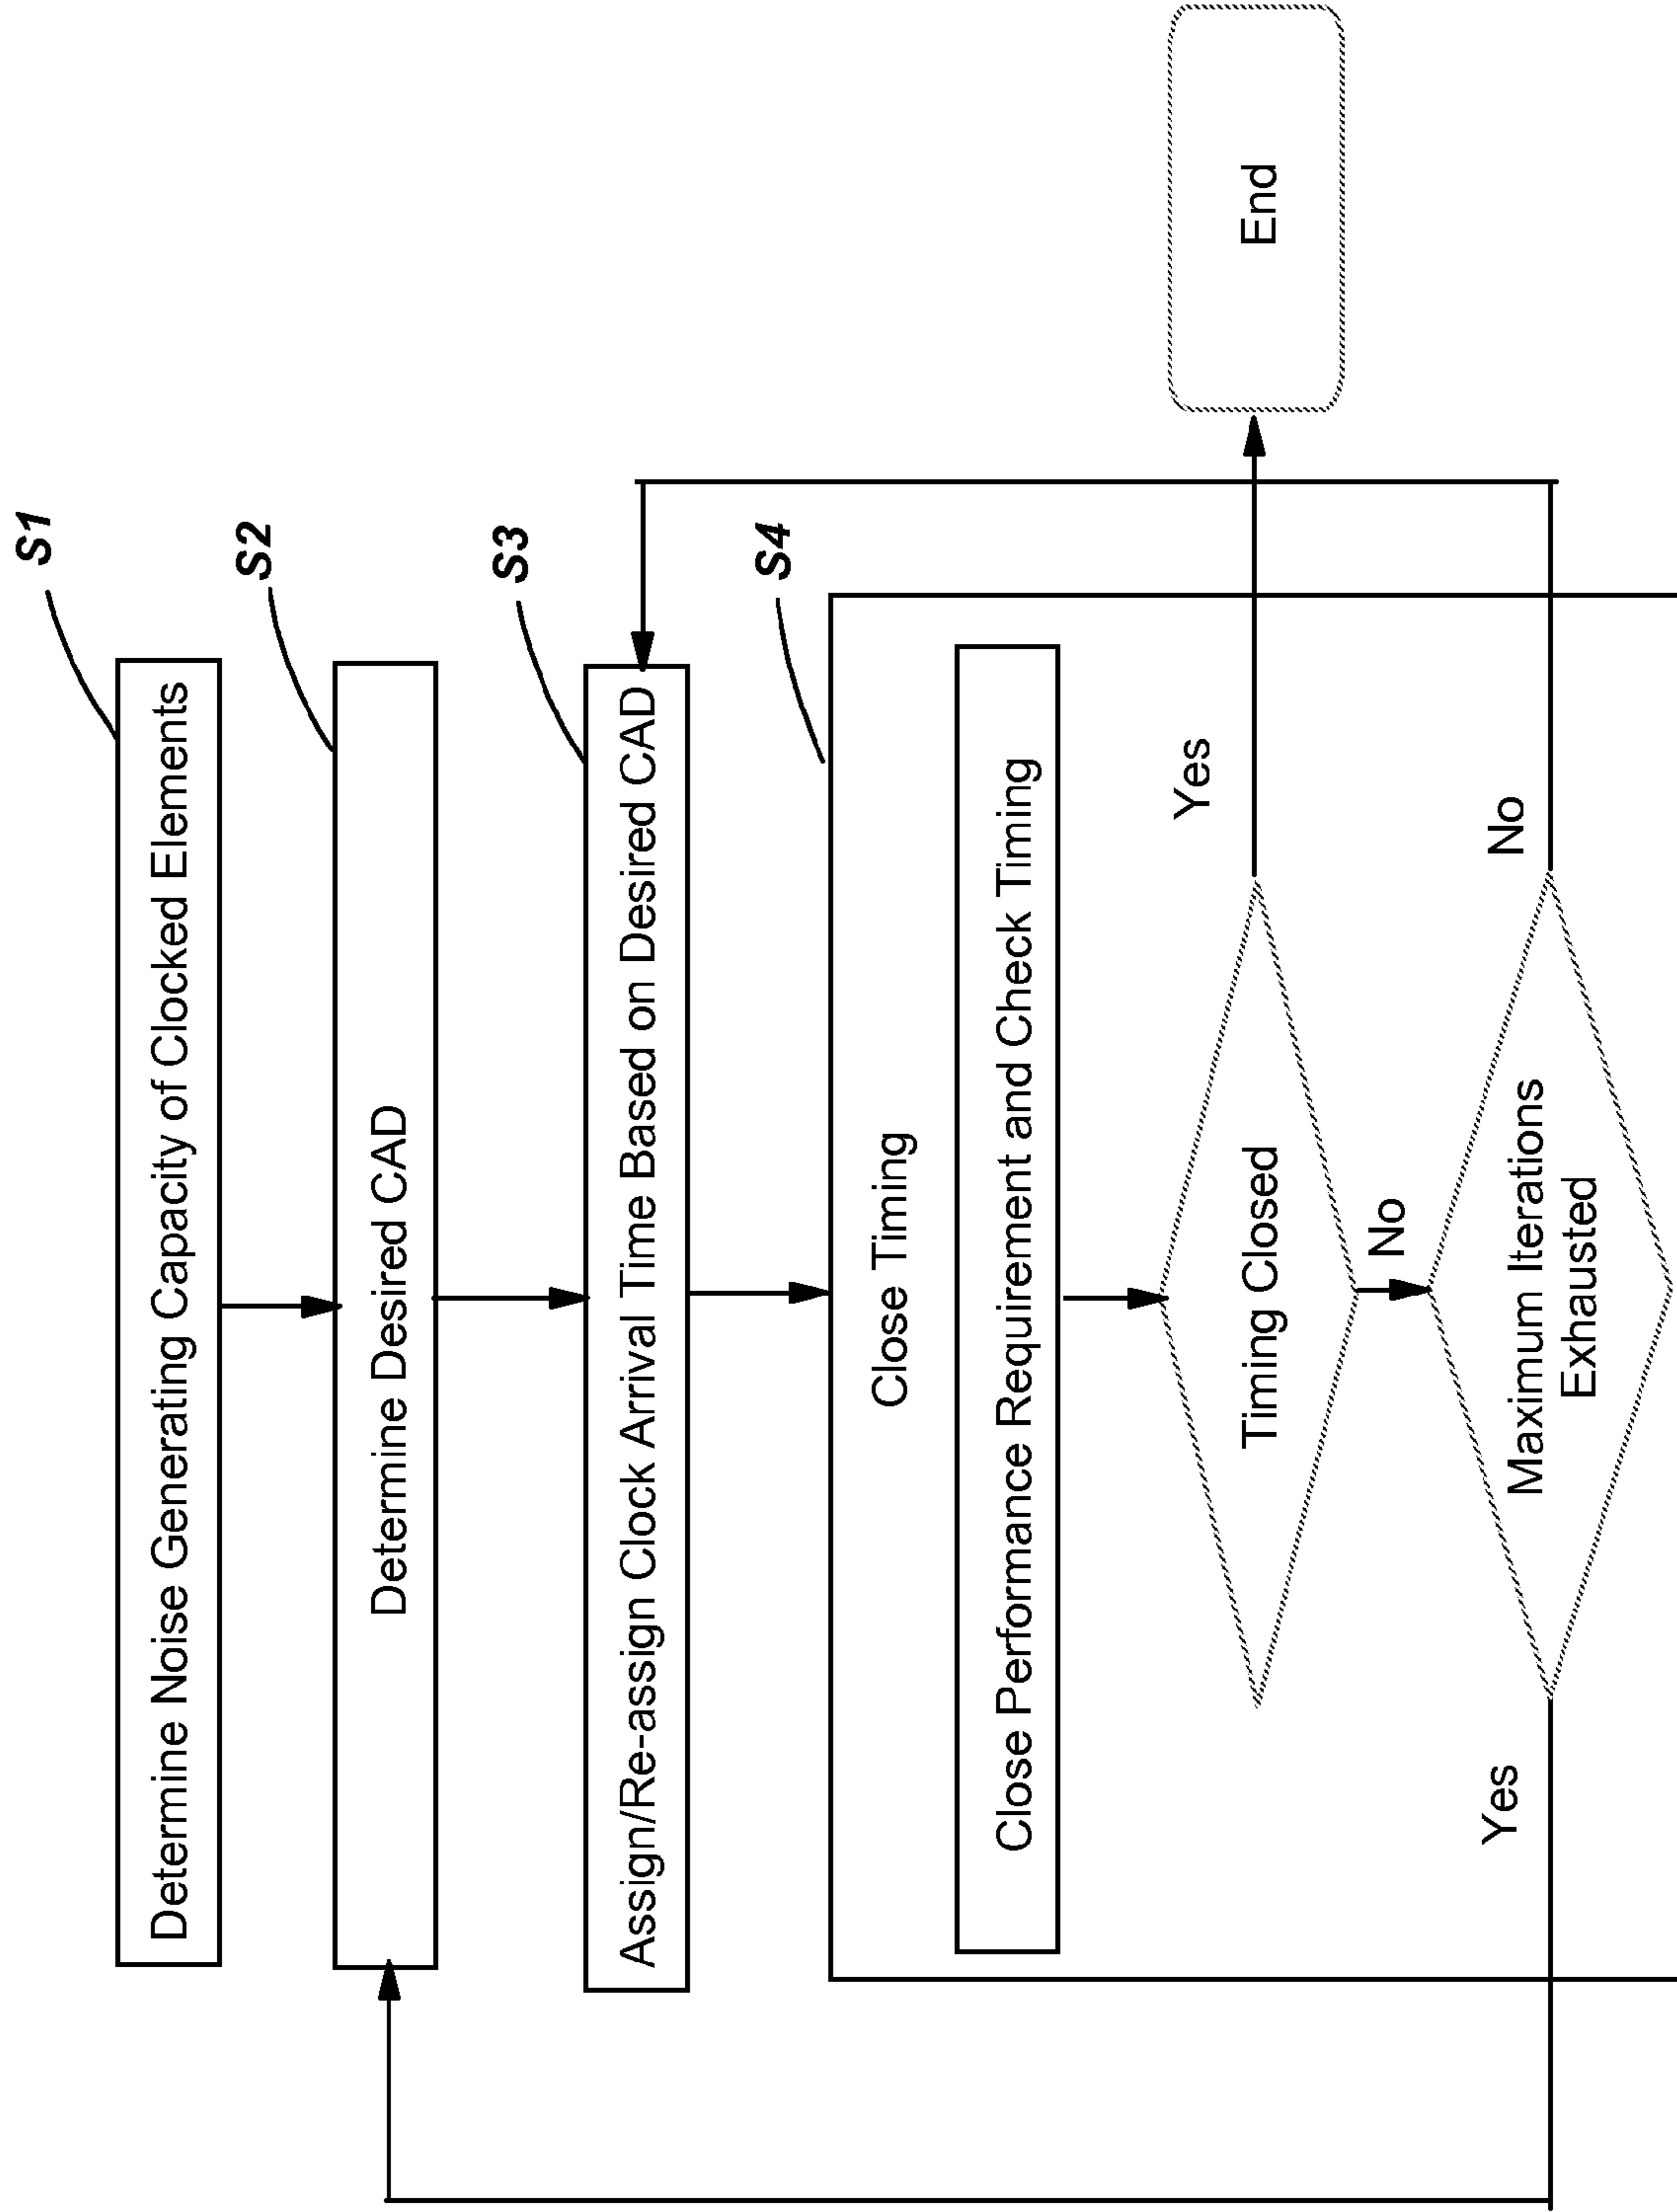 S1
Determine Noise Generating Capacity of Clocked Elements
S2
Determine Desired CAD
S3
Assign/Re-assign Clock Arrival Time Based on Desired CAD
S4
Close Timing
Close Performance Requirement and Check Timing
Timing Closed
Yes
End
No
Maximum Iterations
Exhausted
Yes
No